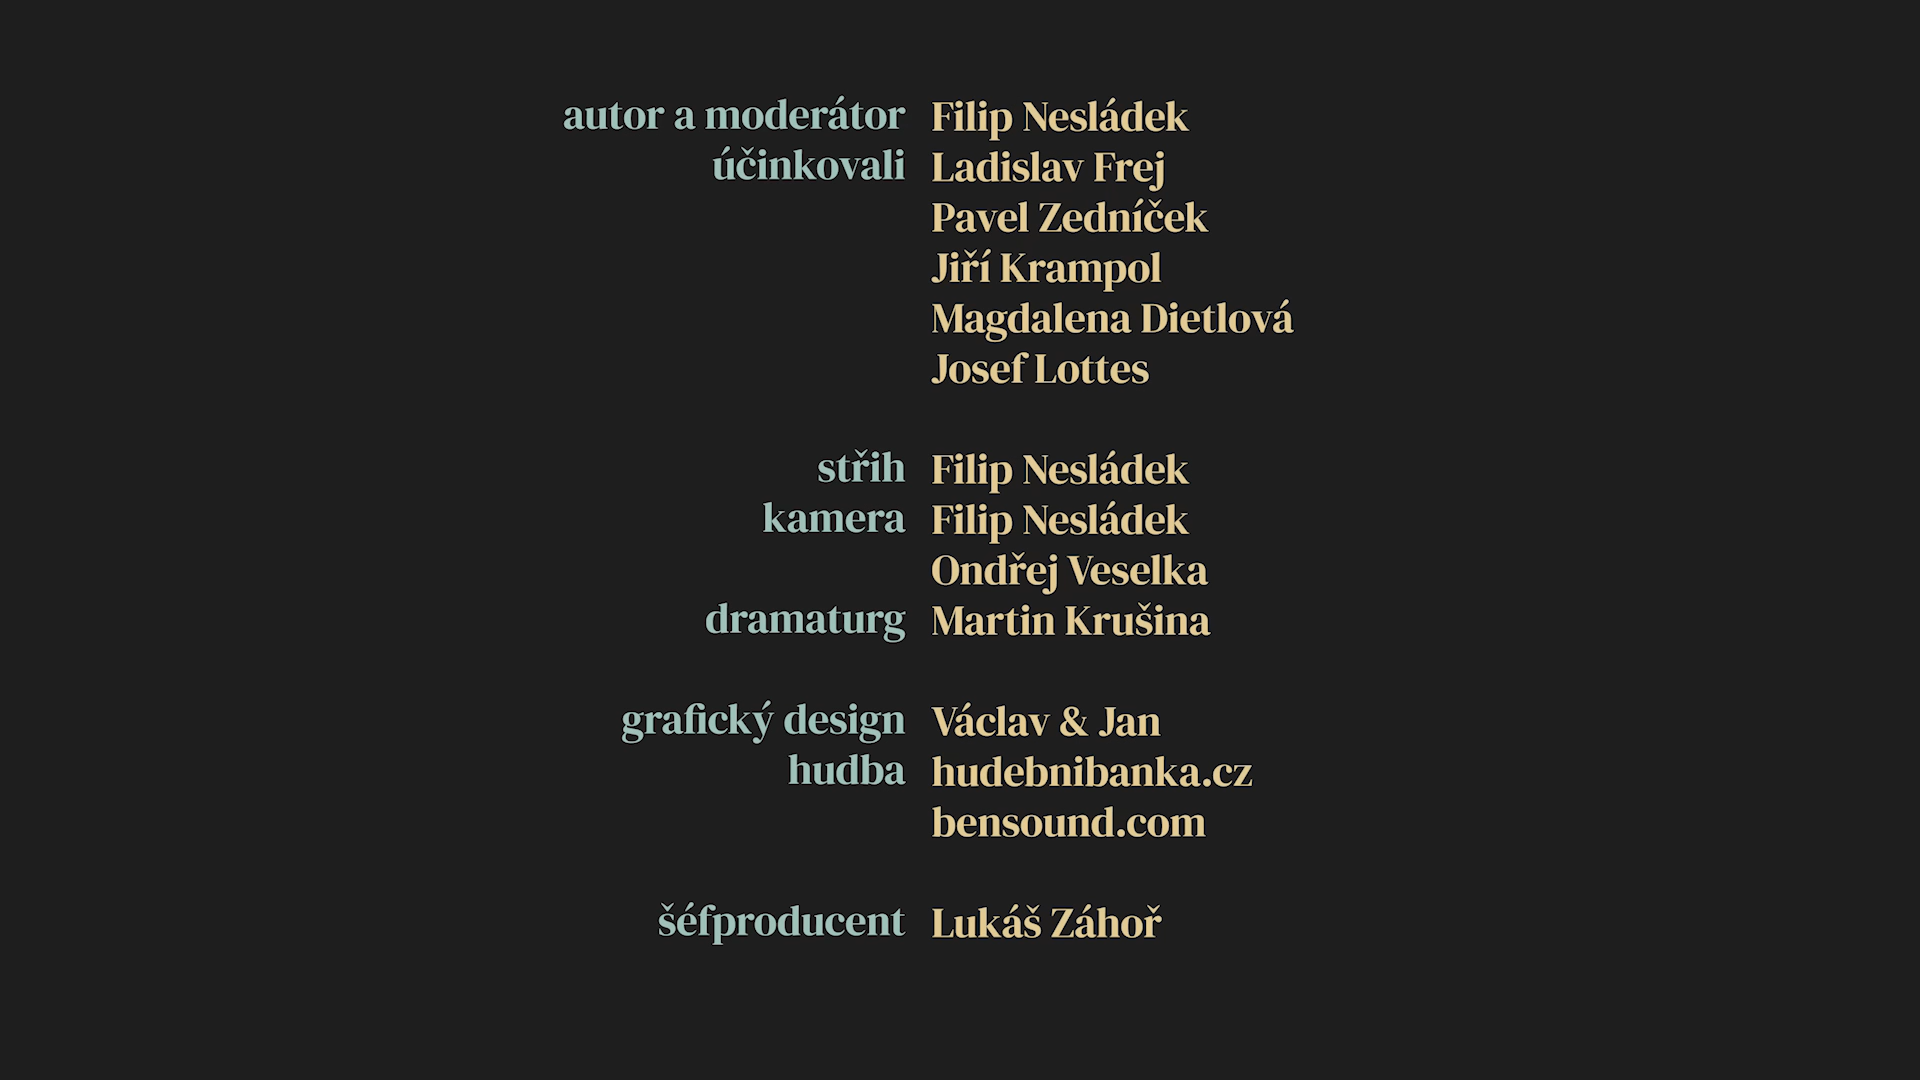 autor a moderátor Filip Nesládek
účinkovali Ladislav Frej
Pavel Zedníček
Jiří Krampol
Magdalena Dietlová
Josef Lottes
střih Filip Nesládek
kamera Filip Nesládek
Ondřej Veselka
dramaturg Martin Krušina
grafický design Václav & Jan
hudba hudebnibanka.cz
bensound.com
šéfproducent Lukáš Záhoř